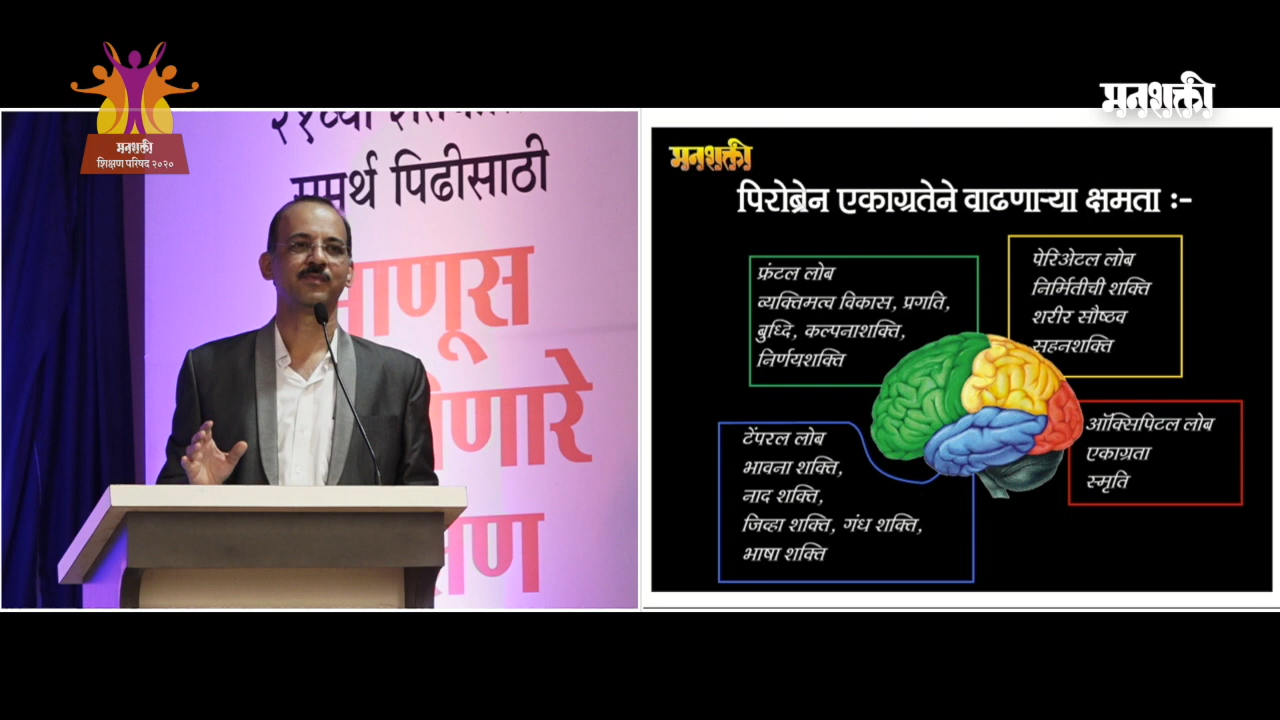 मनशक्ती
शिक्षण परिषद २०२०
मनशक्ती
२१व्या
समर्थ पिढीसाठी
माणूस
मनशक्ती
पिरोब्रेन एकाग्रतेने वाढणाऱ्या क्षमता :-
फ्रंटल लोब
व्यक्तिमत्व विकास, प्रगति,
बुध्दि, कल्पनाशक्ति,
निर्णयशक्ति
पेरिअेटल लोब
निर्मितीची शक्ति
शरीर सौष्ठव
सहनशक्ति
टेंपरल लोब
भावना शक्ति,
नाद शक्ति,
जिव्हा शक्ति, गंध शक्ति,
भाषा शक्ति
ऑक्सिपिटल लोब
एकाग्रता
स्मृति